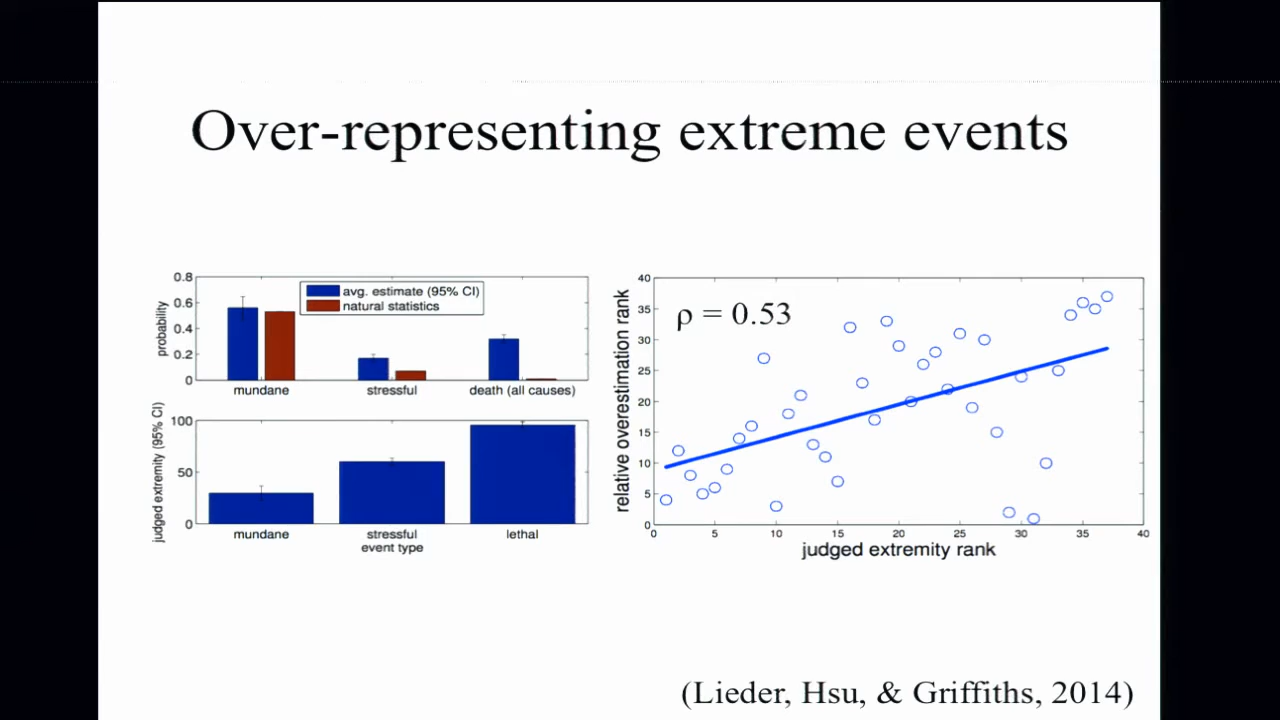 Over-representing extreme events
probability
0.8
0.6
0.4
0.2
0
avg. estimate (95% CI)
natural statistics
mundane
stressful
death (all causes)
judged extremity (95% CI)
100
50
0
mundane
stressful
lethal
event type
relative overestimation rank
40
35
30
25
20
15
10
5
0
ρ = 0.53
0 5 10 15 20 25 30 35 40
judged extremity rank
(Lieder, Hsu, & Griffiths, 2014)